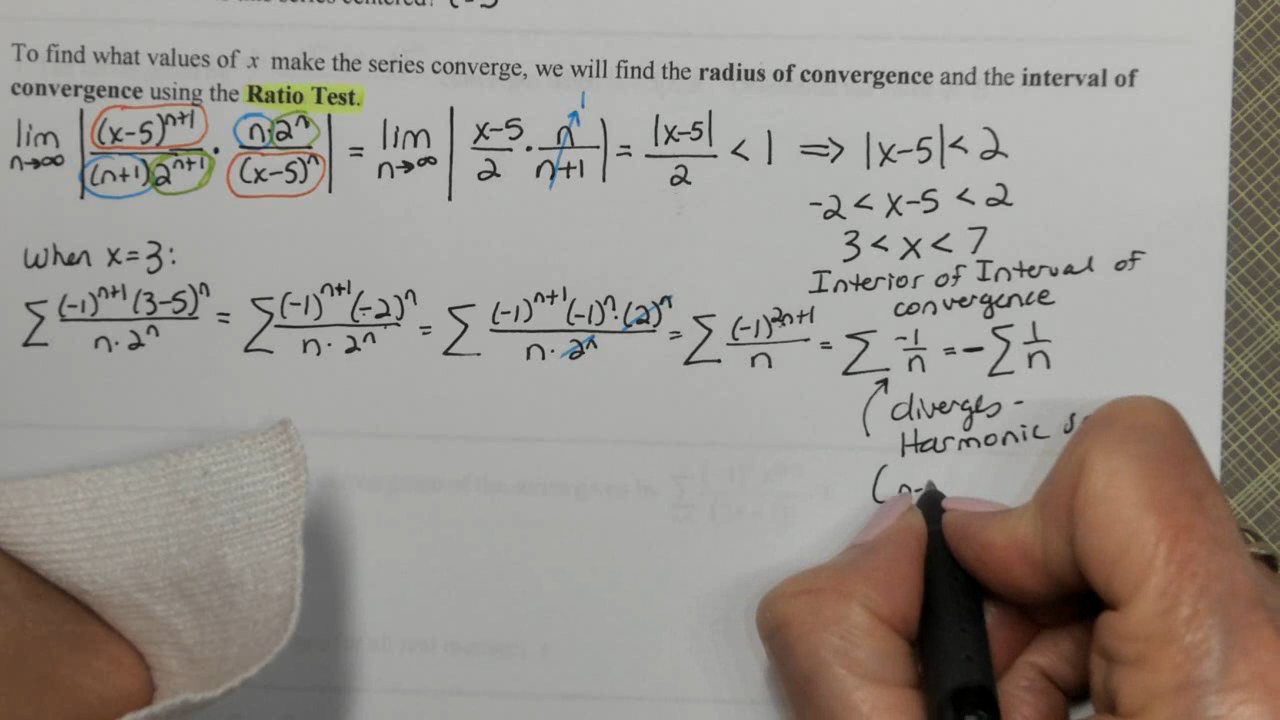 centered? (=5
To find what values of x make the series converge, we will find the radius of convergence and the interval of
convergence using the Ratio Test.
lim n→∞ | (x-5)^(n+1) / ((n+1) 2^(n+1)) · n·2^n / (x-5)^n | = lim n→∞ | (x-5)/2 · n/(n+1) | = |x-5|/2 < 1 ⇒ |x-5| < 2
1
-2 < x-5 < 2
3 < x < 7
Interior of Interval of
convergence
When x=3:
∑ (-1)^(n+1) (3-5)^n / (n·2^n) = ∑ (-1)^(n+1) (-2)^n / (n·2^n) = ∑ (-1)^(n+1) (-1)^n · (2)^n / (n·2^n) = ∑ (-1)^(2n+1) / n = ∑ -1/n = -∑ 1/n
diverges -
Harmonic
(p-